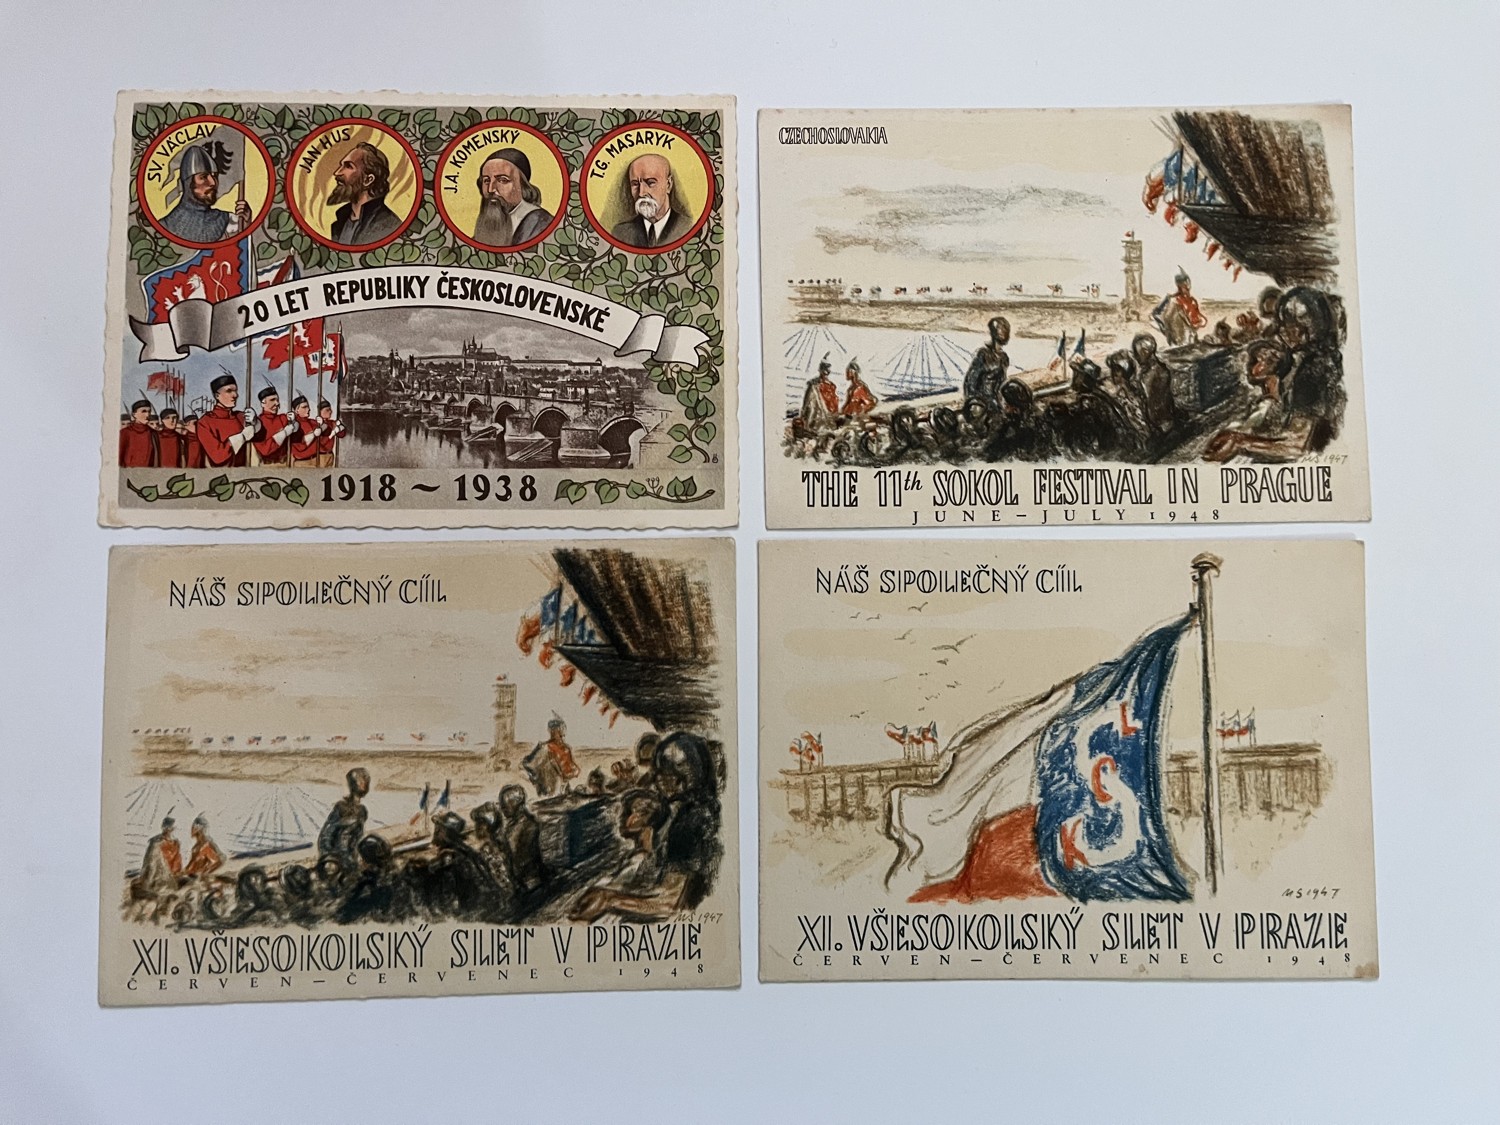 SV. VÁCLAV
JAN HUS
J.A. KOMENSKÝ
T.G. MASARYK
20 LET REPUBLIKY ČESKOSLOVENSKÉ
1918 ~ 1938
CZECHOSLOVAKIA
MS 1947
THE 11th SOKOL FESTIVAL IN PRAGUE
JUNE – JULY 1948
NÁŠ SPOLEČNÝ CÍL
MS 1947
XI. VŠESOKOLSKÝ SLET V PRAZE
ČERVEN – ČERVENEC 1948
NÁŠ SPOLEČNÝ CÍL
L
S
C
K
MS 1947
XI. VŠESOKOLSKÝ SLET V PRAZE
ČERVEN – ČERVENEC 1948